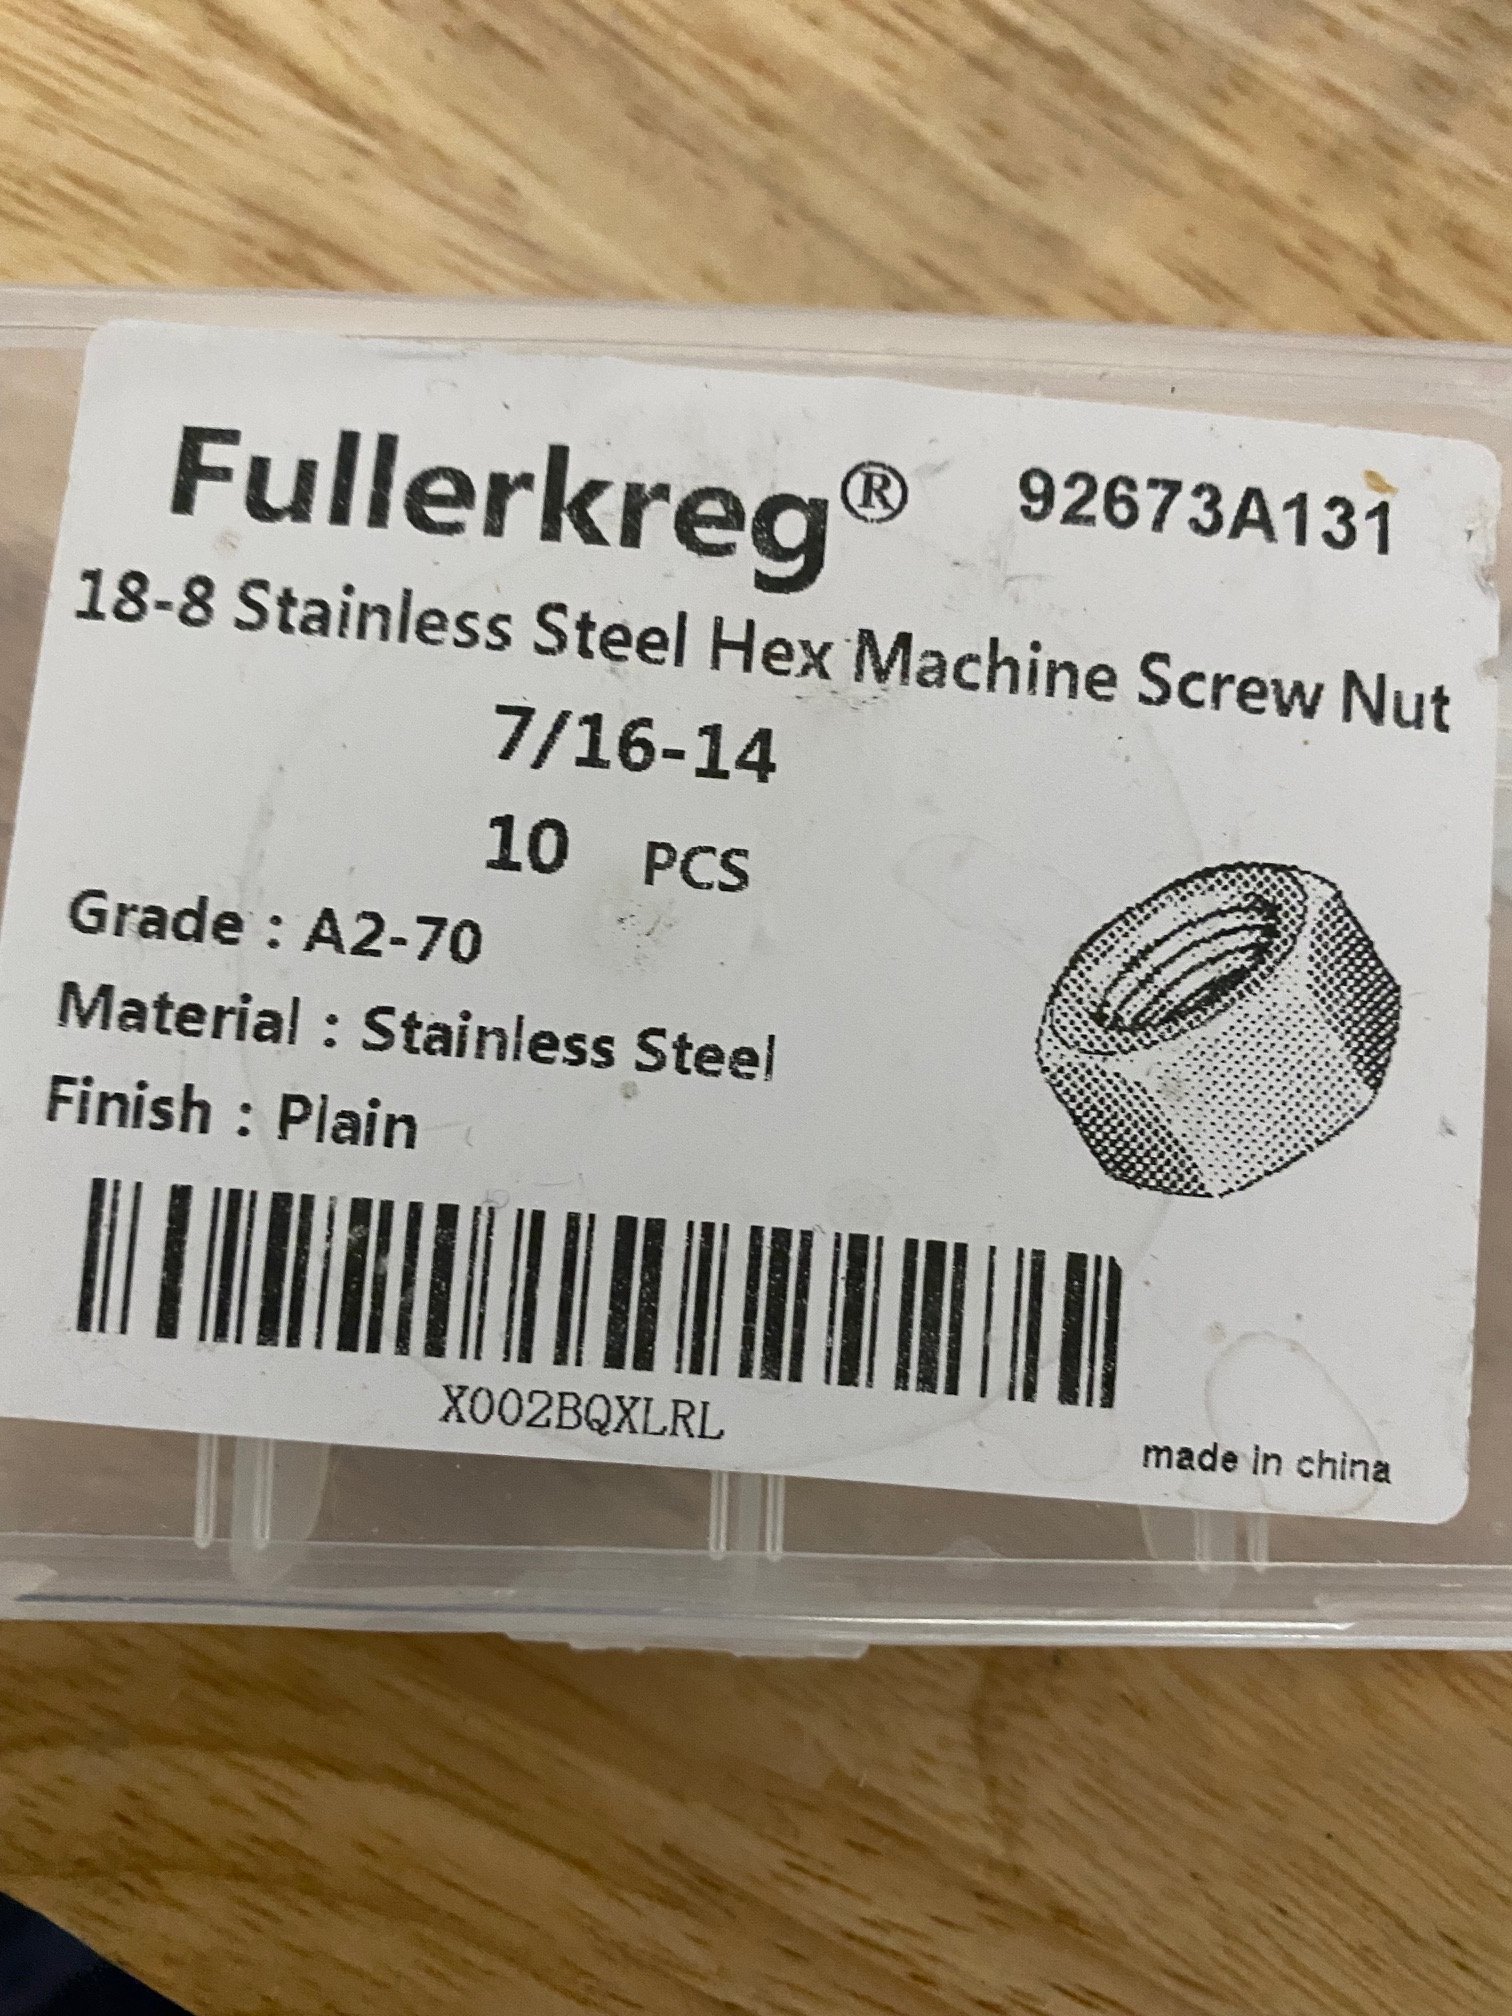 Fullerkreg® 92673A131
18-8 Stainless Steel Hex Machine Screw Nut
7/16-14
10 PCS
Grade : A2-70
Material : Stainless Steel
Finish : Plain
X002BQXLRL
made in china